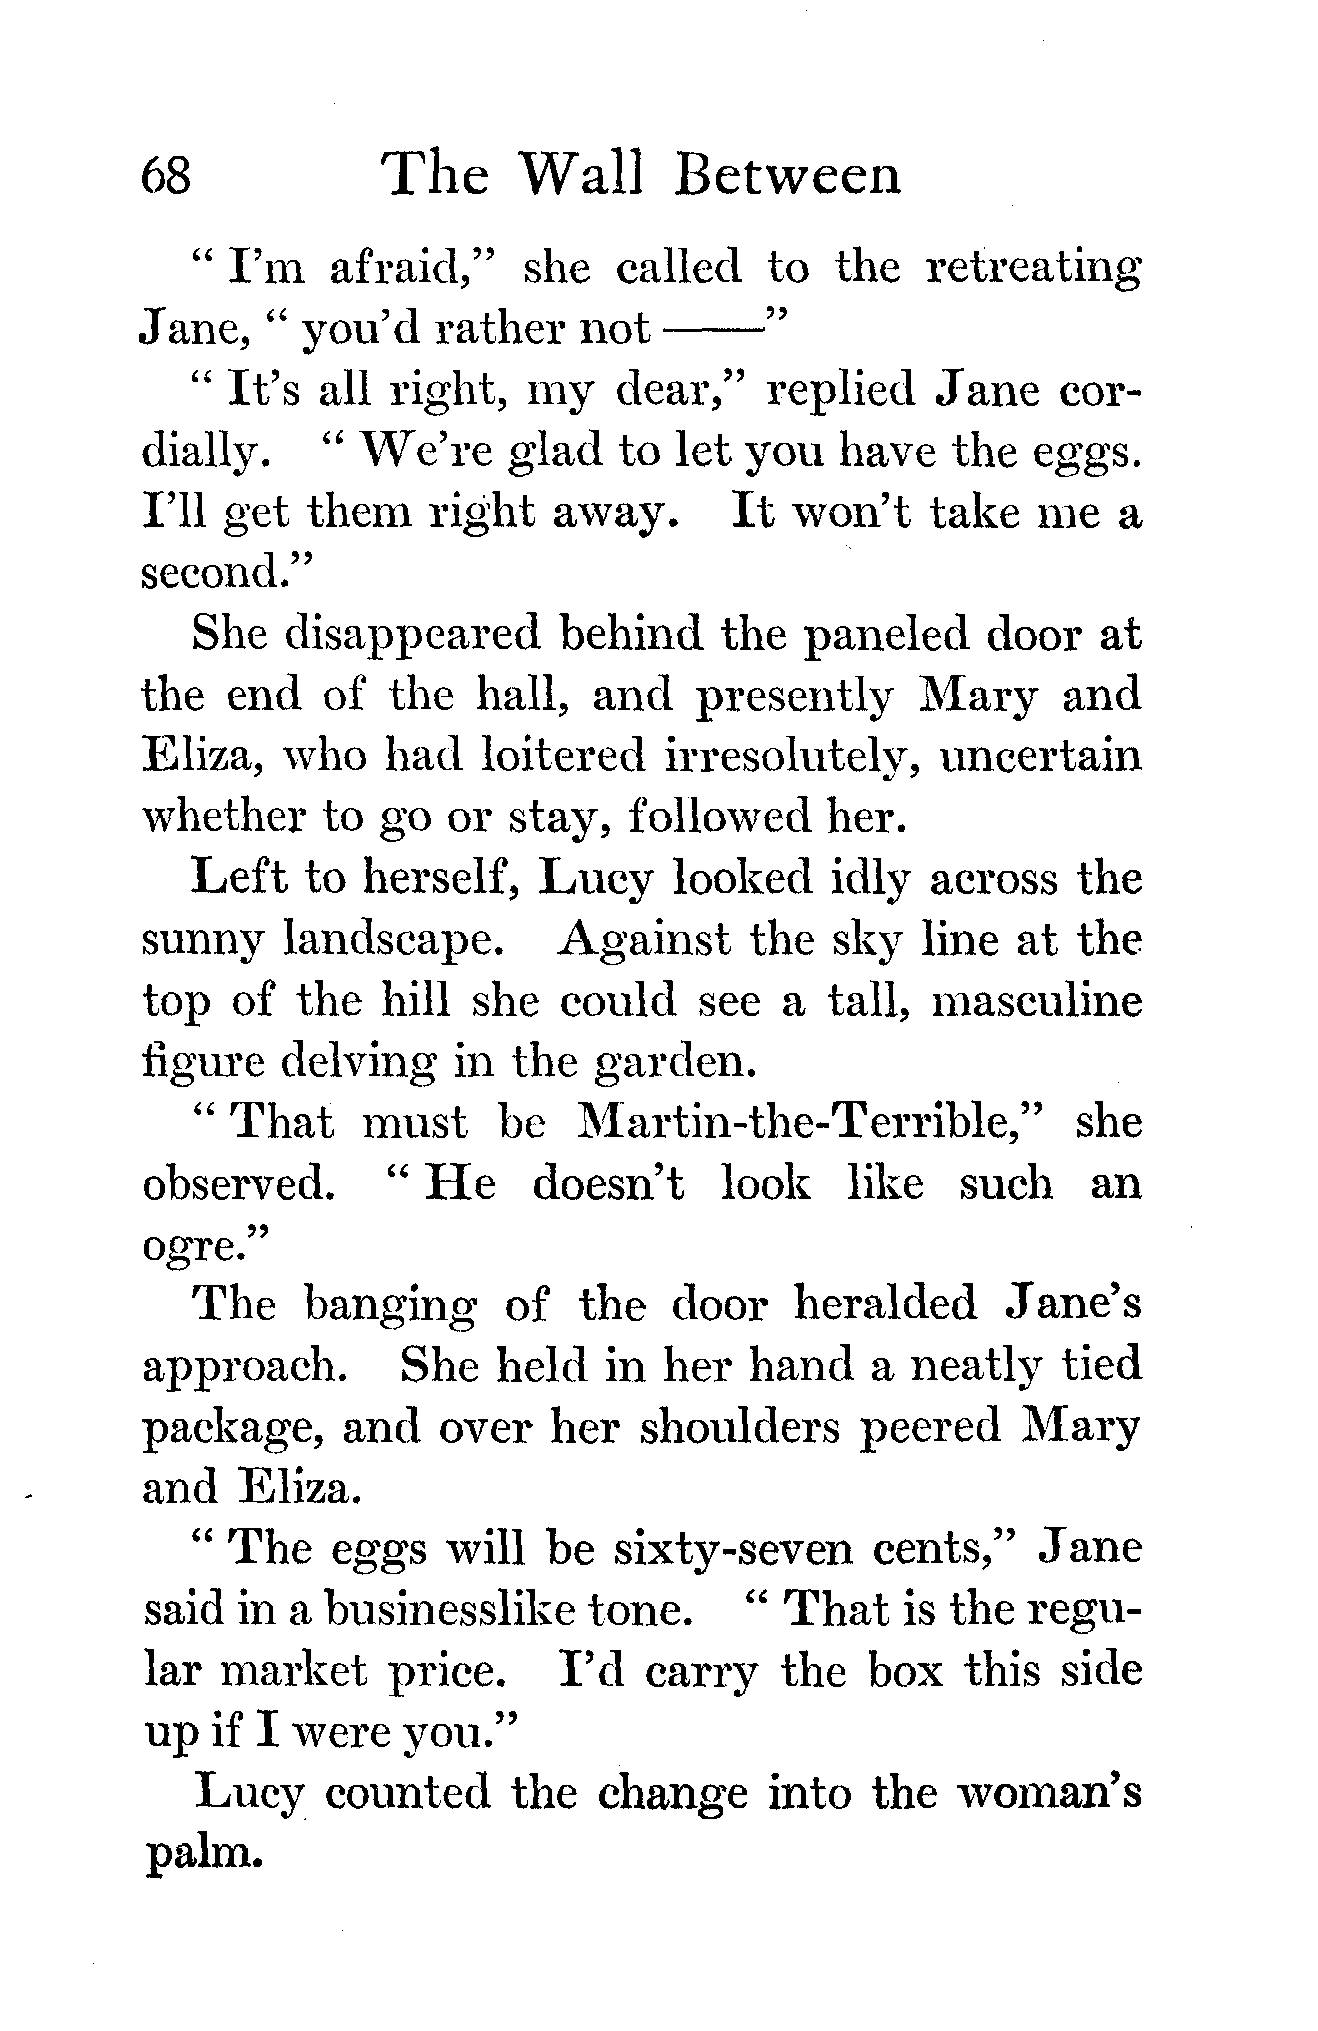 68 The Wall Between
“ I’m afraid,” she called to the retreating
Jane, “ you’d rather not ——”
“ It’s all right, my dear,” replied Jane cor-
dially. “ We’re glad to let you have the eggs.
I’ll get them right away. It won’t take me a
second.”
She disappeared behind the paneled door at
the end of the hall, and presently Mary and
Eliza, who had loitered irresolutely, uncertain
whether to go or stay, followed her.
Left to herself, Lucy looked idly across the
sunny landscape. Against the sky line at the
top of the hill she could see a tall, masculine
figure delving in the garden.
“ That must be Martin-the-Terrible,” she
observed. “ He doesn’t look like such an
ogre.”
The banging of the door heralded Jane’s
approach. She held in her hand a neatly tied
package, and over her shoulders peered Mary
and Eliza.
“ The eggs will be sixty-seven cents,” Jane
said in a businesslike tone. “ That is the regu-
lar market price. I’d carry the box this side
up if I were you.”
Lucy counted the change into the woman’s
palm.